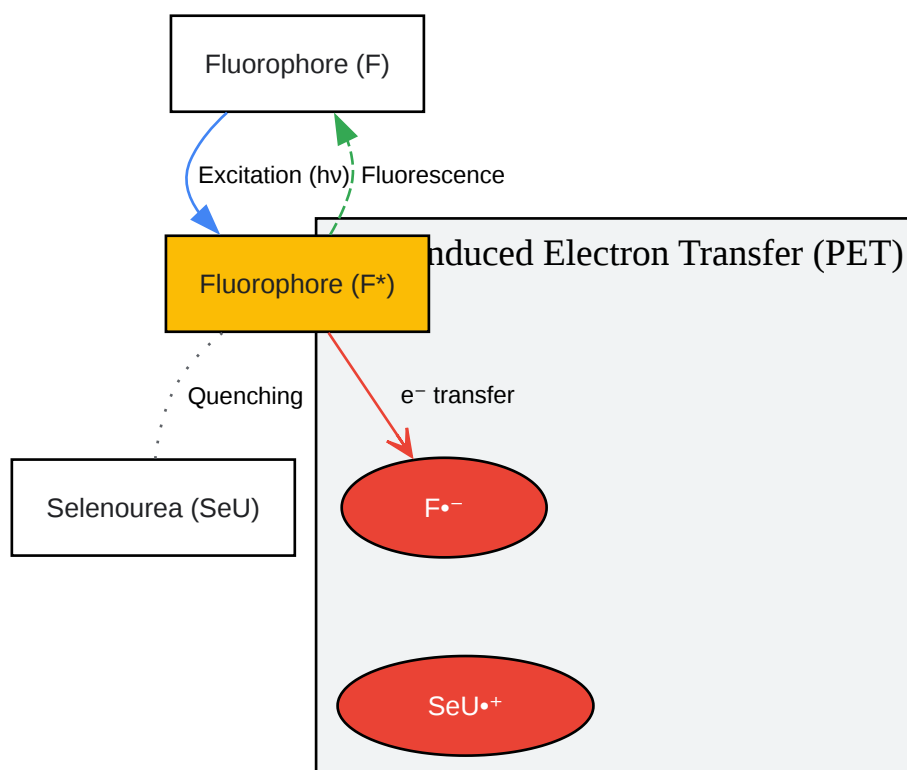 Fluorophore (F)
Excitation (hν)
Fluorescence
nduced Electron Transfer (PET)
Fluorophore (F*)
Quenching
e⁻ transfer
Selenourea (SeU)
F•⁻
SeU•⁺